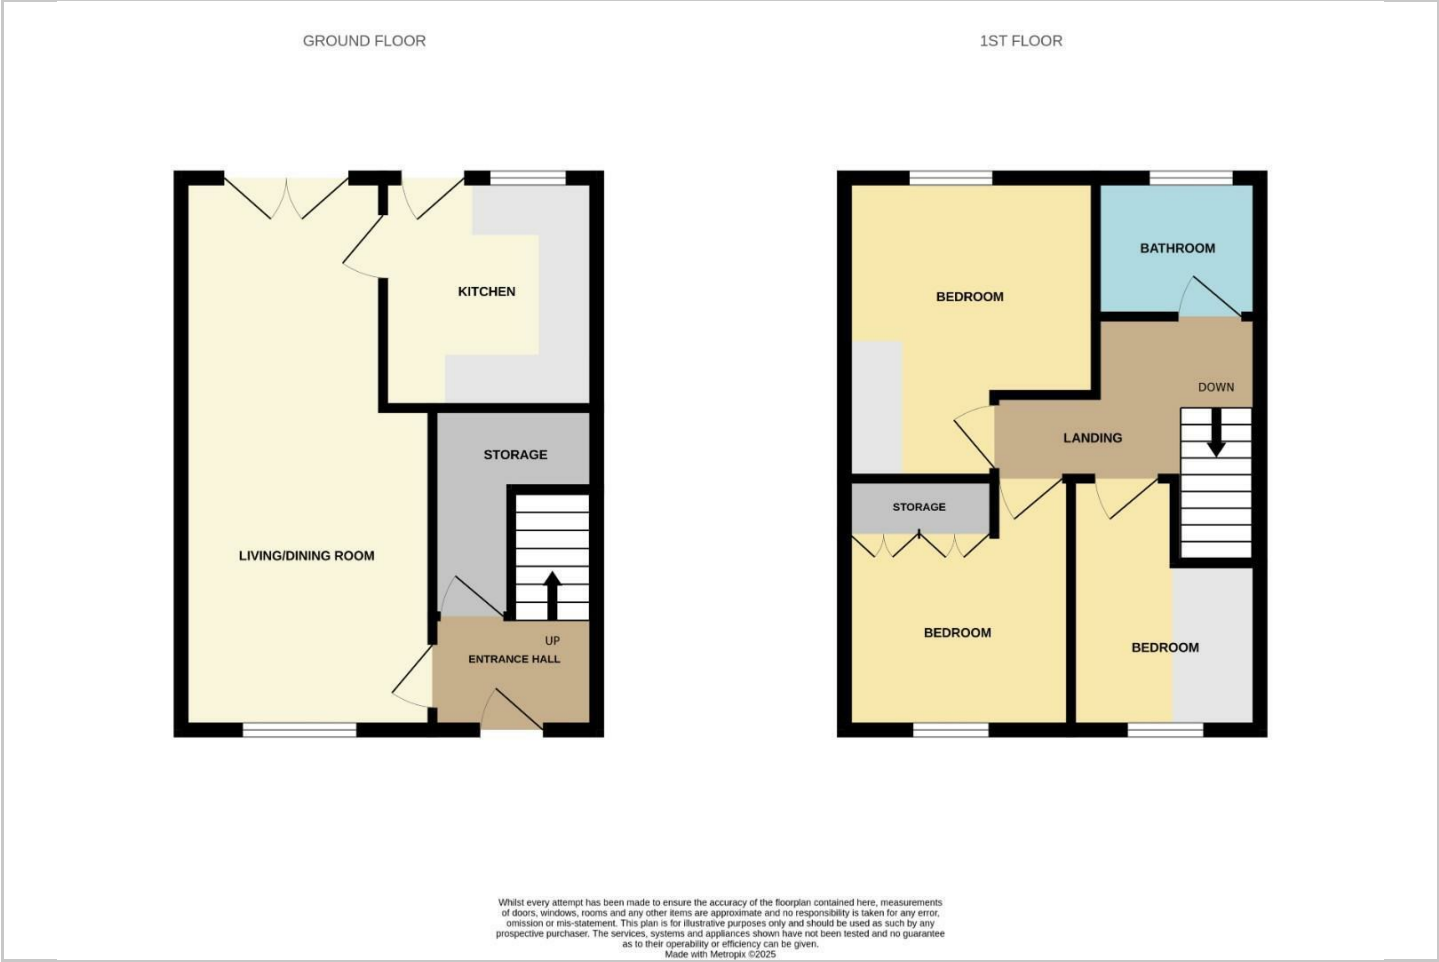 GROUND FLOOR
1ST FLOOR
BATHROOM
KITCHEN
BEDROOM
DOWN
LANDING
STORAGE
STORAGE
LIVING/DINING ROOM
UP
ENTRANCE HALL
BEDROOM
BEDROOM
Whilst every attempt has been made to ensure the accuracy of the floorplan contained here, measurements
of doors, windows, rooms and any other items are approximate and no responsibility is taken for any error,
omission or mis-statement. This plan is for illustrative purposes only and should be used as such by any
prospective purchaser. The services, systems and appliances shown have not been tested and no guarantee
as to their operability or efficiency can be given.
Made with Metropix ©2025